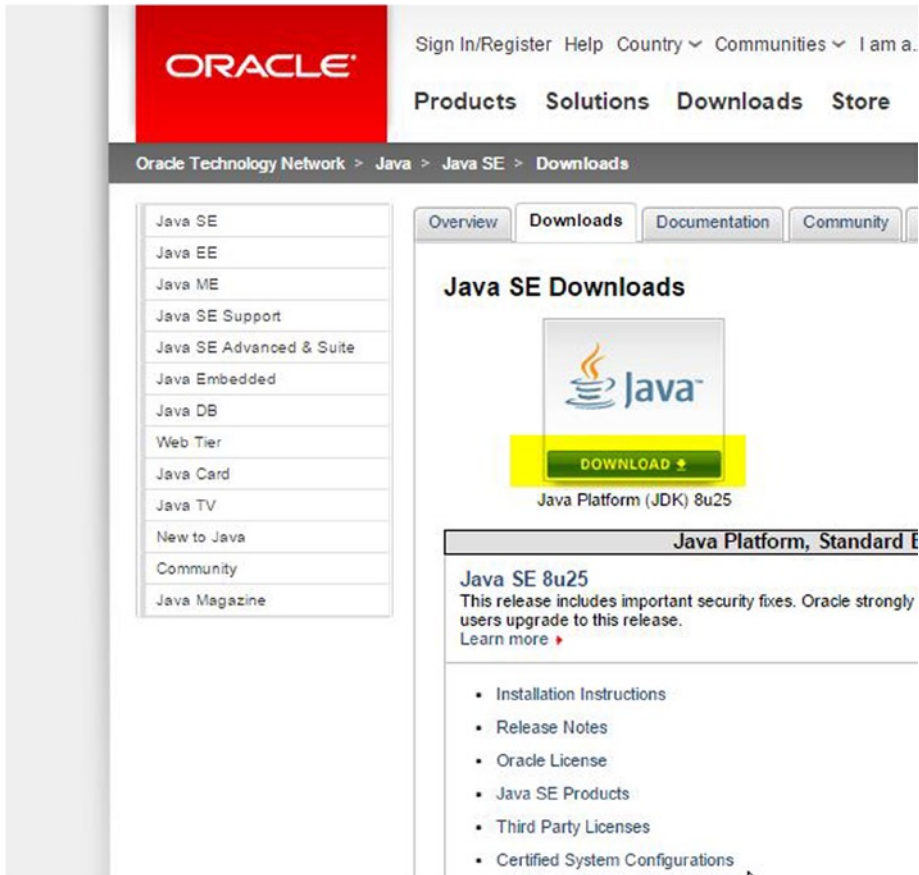 ORACLE
Sign In/Register Help Country Communities I am a..
Products Solutions Downloads Store
Oracle Technology Network > Java > Java SE > Downloads
Java SE
Java EE
Java ME
Java SE Support
Java SE Advanced & Suite
Java Embedded
Java DB
Web Tier
Java Card
Java TV
New to Java
Community
Java Magazine
Overview Downloads Documentation Community
Java SE Downloads
Java
DOWNLOAD
Java Platform (JDK) 8u25
Java Platform, Standard E
Java SE 8u25
This release includes important security fixes. Oracle strongly
users upgrade to this release.
Learn more
• Installation Instructions
• Release Notes
• Oracle License
• Java SE Products
• Third Party Licenses
• Certified System Configurations